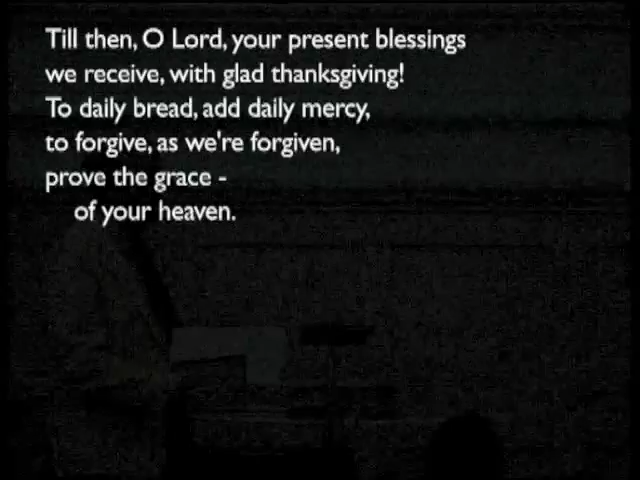 Till then, O Lord, your present blessings
we receive, with glad thanksgiving!
To daily bread, add daily mercy,
to forgive, as we're forgiven,
prove the grace -
of your heaven.